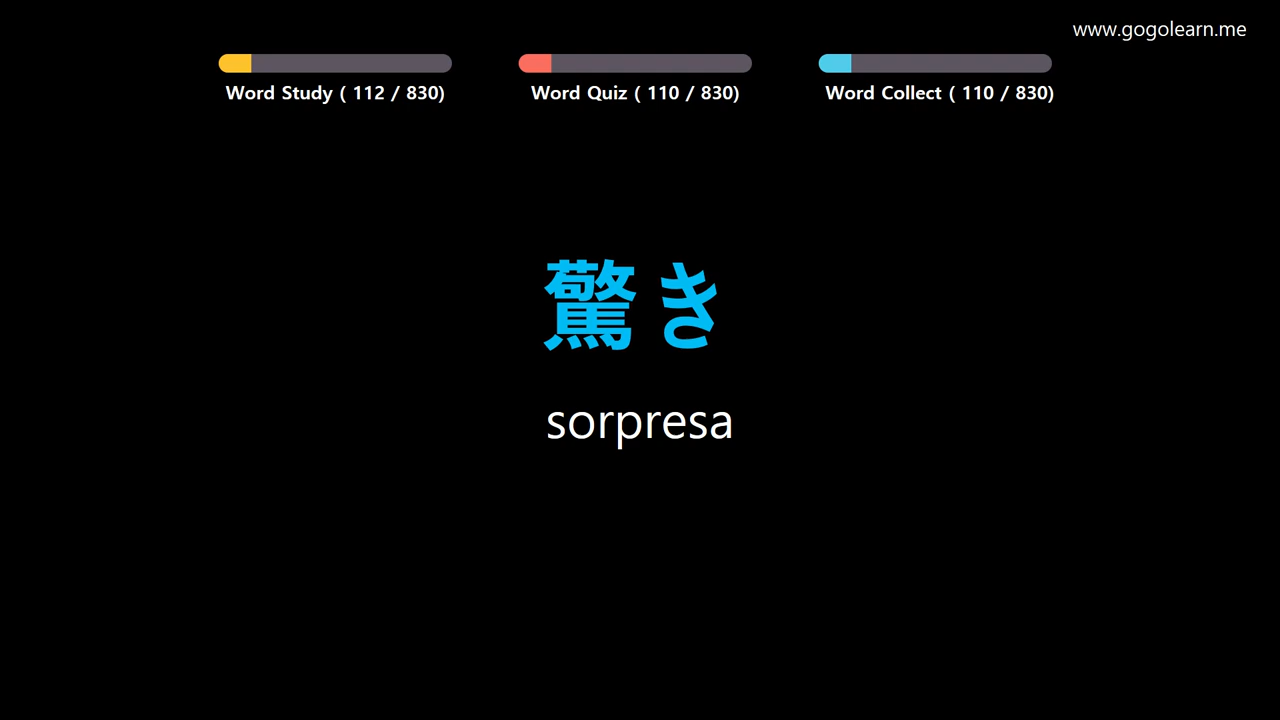 www.gogolearn.me
Word Study ( 112 / 830)
Word Quiz ( 110 / 830)
Word Collect ( 110 / 830)
驚き
sorpresa